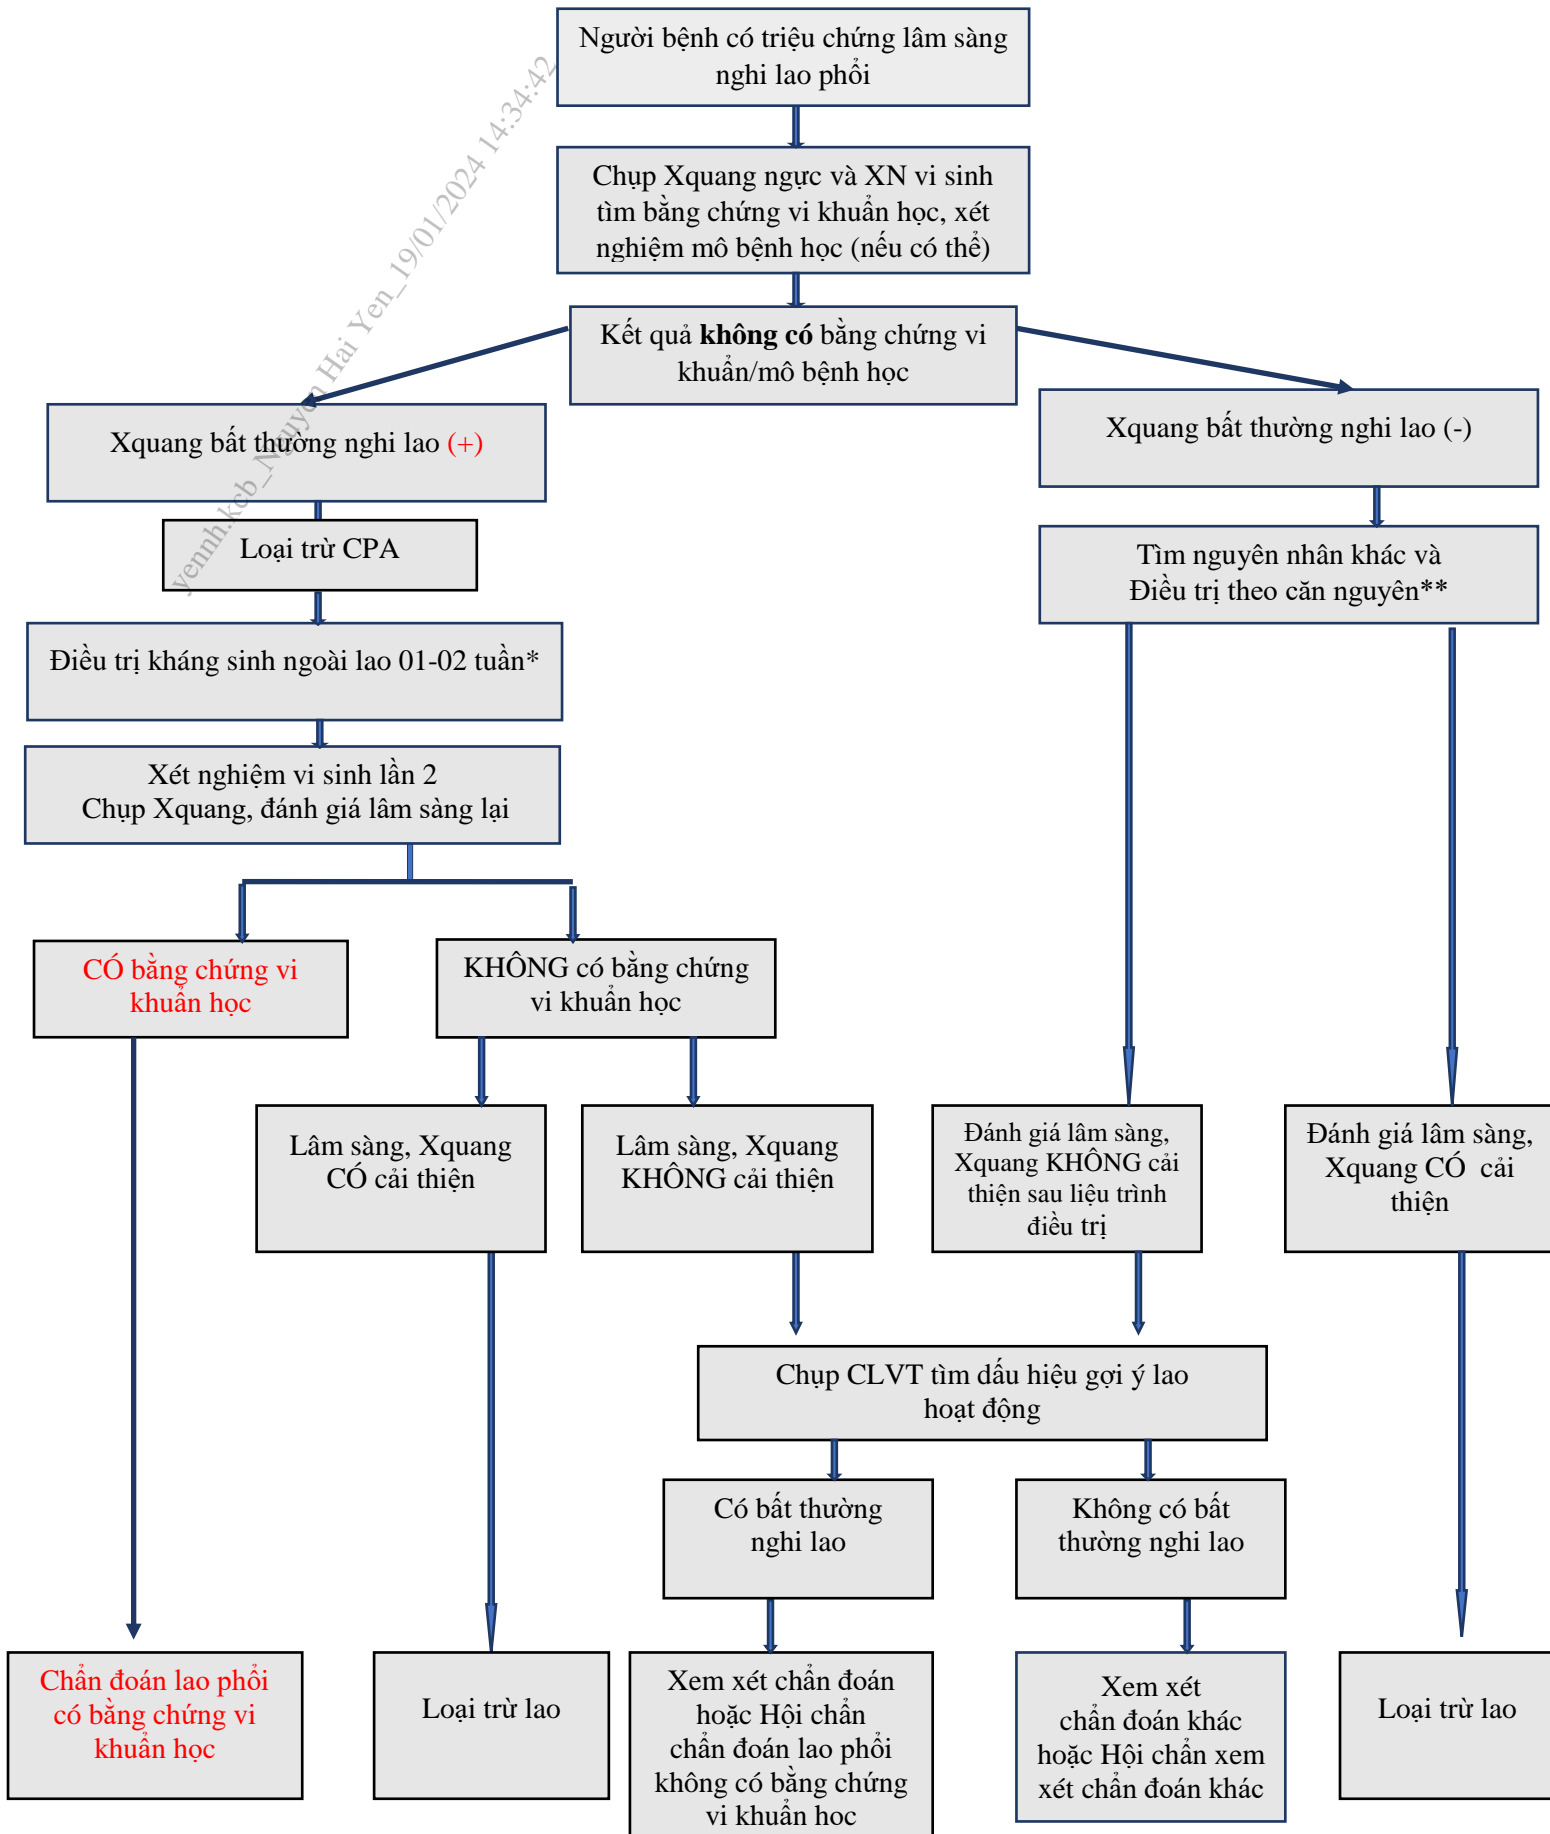 Người bệnh có triệu chứng lâm sàng
nghi lao phổi
yennh.kcb_Nguyen Hai Yen_19/01/2024 14:34:42
Chụp Xquang ngực và XN vi sinh
tìm bằng chứng vi khuẩn học, xét
nghiệm mô bệnh học (nếu có thể)
Kết quả không có bằng chứng vi
khuẩn/mô bệnh học
Xquang bất thường nghi lao (+)
Xquang bất thường nghi lao (-)
Loại trừ CPA
Tìm nguyên nhân khác và
Điều trị theo căn nguyên**
Điều trị kháng sinh ngoài lao 01-02 tuần*
Xét nghiệm vi sinh lần 2
Chụp Xquang, đánh giá lâm sàng lại
CÓ bằng chứng vi
khuẩn học
KHÔNG có bằng chứng
vi khuẩn học
Lâm sàng, Xquang
CÓ cải thiện
Lâm sàng, Xquang
KHÔNG cải thiện
Đánh giá lâm sàng,
Xquang KHÔNG cải
thiện sau liệu trình
điều trị
Đánh giá lâm sàng,
Xquang CÓ cải
thiện
Chụp CLVT tìm dấu hiệu gợi ý lao
hoạt động
Có bất thường
nghi lao
Không có bất
thường nghi lao
Chẩn đoán lao phổi
có bằng chứng vi
khuẩn học
Loại trừ lao
Xem xét chẩn đoán
hoặc Hội chẩn
chẩn đoán lao phổi
không có bằng chứng
vi khuẩn hoc
Xem xét
chẩn đoán khác
hoặc Hội chẩn xem
xét chẩn đoán khác
Loại trừ lao